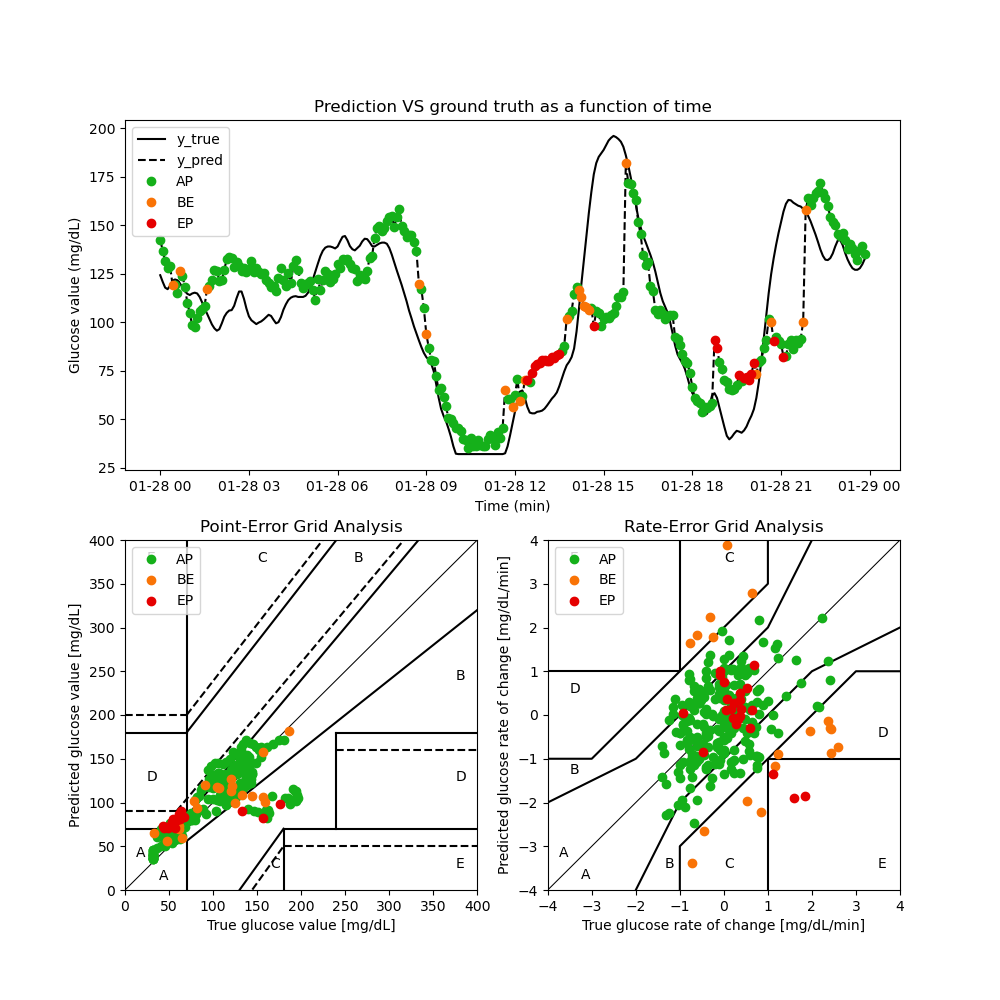 Prediction VS ground truth as a function of time
Glucose value (mg/dL)
200
175
150
125
100
75
50
25
y_true
y_pred
AP
BE
EP
01-28 00 01-28 03 01-28 06 01-28 09 01-28 12 01-28 15 01-28 18 01-28 21 01-29 00
Time (min)
Point-Error Grid Analysis
Predicted glucose value [mg/dL]
400
350
300
250
200
150
100
50
0
AP
BE
EP
C
B
B
D
D
A
A
C
E
0 50 100 150 200 250 300 350 400
True glucose value [mg/dL]
Rate-Error Grid Analysis
Predicted glucose rate of change [mg/dL/min]
4
3
2
1
0
−1
−2
−3
−4
AP
BE
EP
C
D
D
B
A
A
B
C
E
−4 −3 −2 −1 0 1 2 3 4
True glucose rate of change [mg/dL/min]